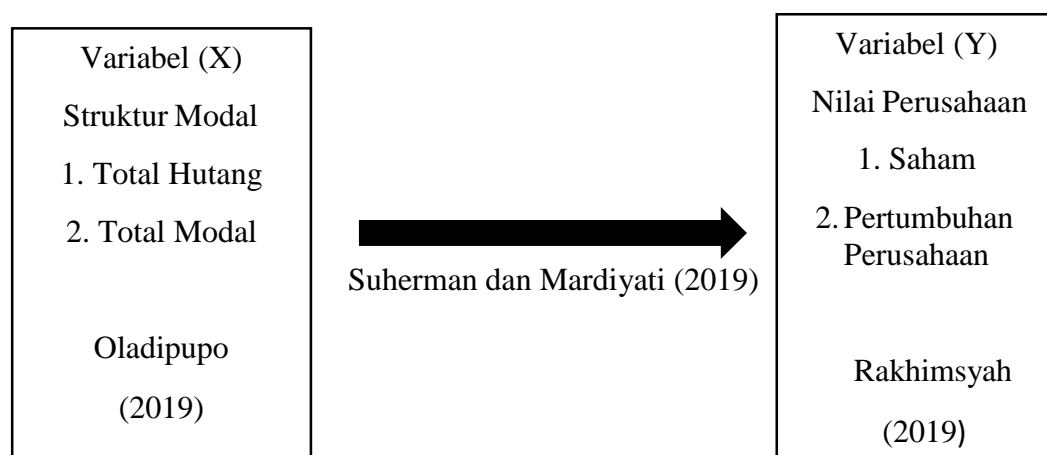 Variabel (X)
Struktur Modal
1. Total Hutang
2. Total Modal
Oladipupo
(2019)
Suherman dan Mardiyati (2019)
Variabel (Y)
Nilai Perusahaan
1. Saham
2. Pertumbuhan
Perusahaan
Rakhimsyah
(2019)